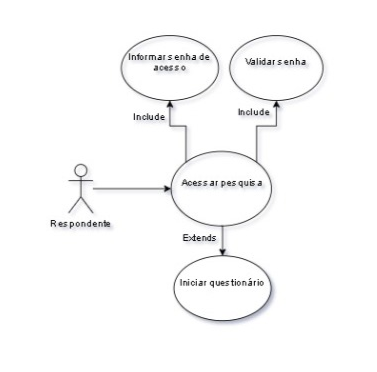 Informar senha de
acesso
Validar senha
Include
Include
Acessar pesquisa
Respondente
Extends
Iniciar questionário